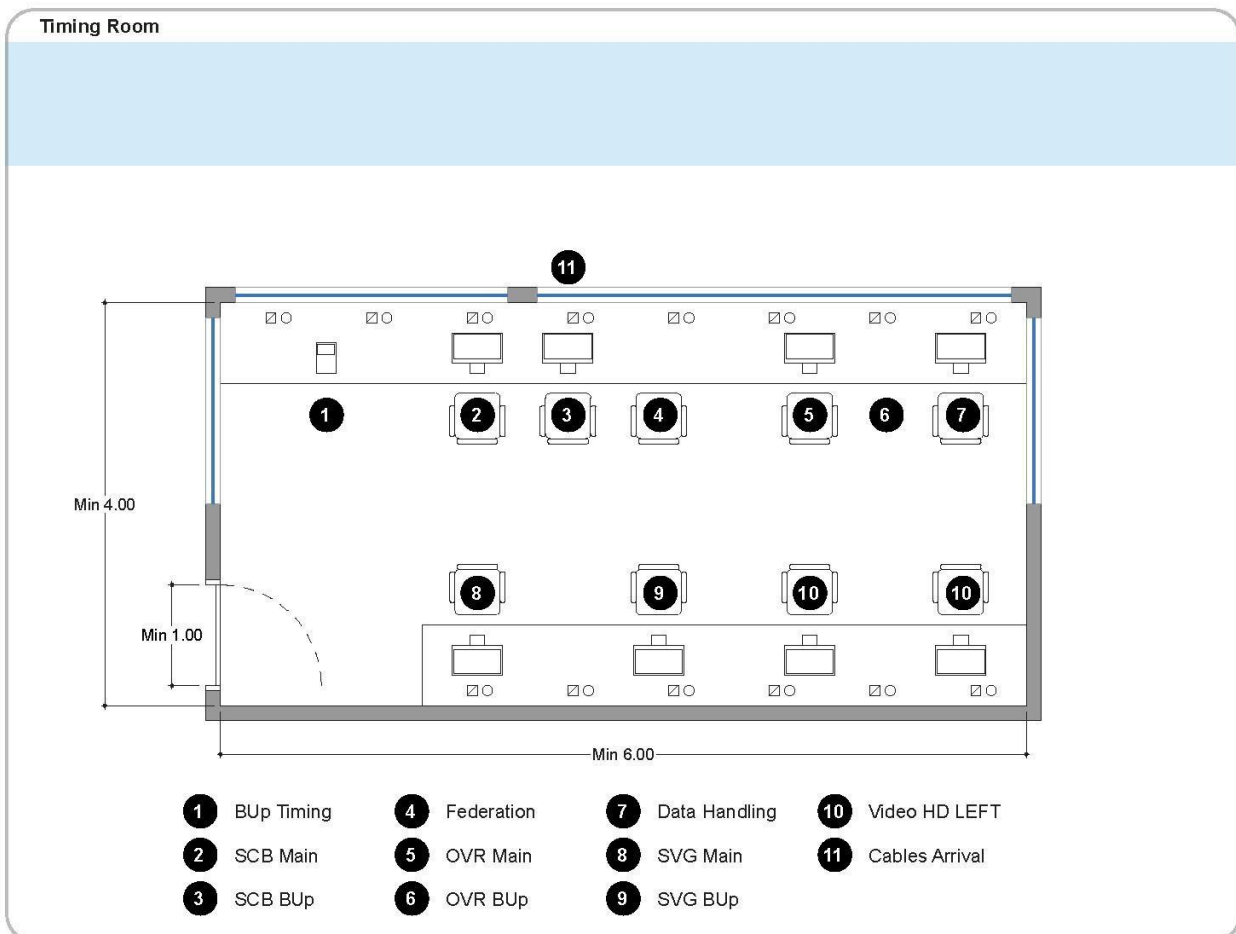 Timing Room
11
1 2 3 4 5 6 7
Min 4.00
8 9 10 10
Min 1.00
Min 6.00
1 BUp Timing
2 SCB Main
3 SCB BUp
4 Federation
5 OVR Main
6 OVR BUp
7 Data Handling
8 SVG Main
9 SVG BUp
10 Video HD LEFT
11 Cables Arrival